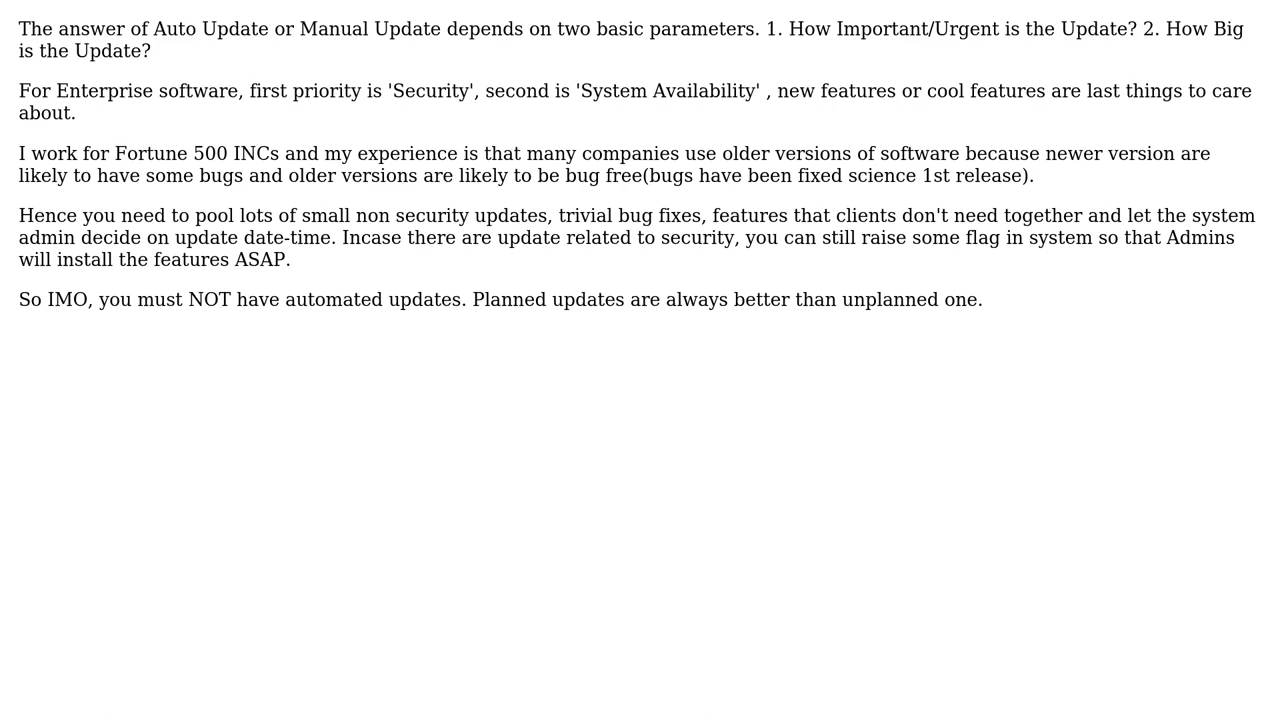 The answer of Auto Update or Manual Update depends on two basic parameters. 1. How Important/Urgent is the Update? 2. How Big
is the Update?
For Enterprise software, first priority is 'Security', second is 'System Availability' , new features or cool features are last things to care
about.
I work for Fortune 500 INCs and my experience is that many companies use older versions of software because newer version are
likely to have some bugs and older versions are likely to be bug free(bugs have been fixed science 1st release).
Hence you need to pool lots of small non security updates, trivial bug fixes, features that clients don't need together and let the system
admin decide on update date-time. Incase there are update related to security, you can still raise some flag in system so that Admins
will install the features ASAP.
So IMO, you must NOT have automated updates. Planned updates are always better than unplanned one.